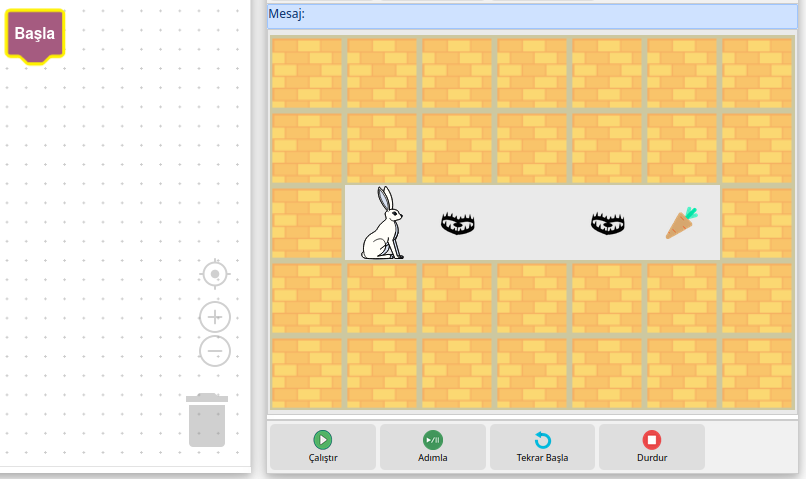 Mesaj:
Başla
Çalıştır
Adımla
Tekrar Başla
Durdur